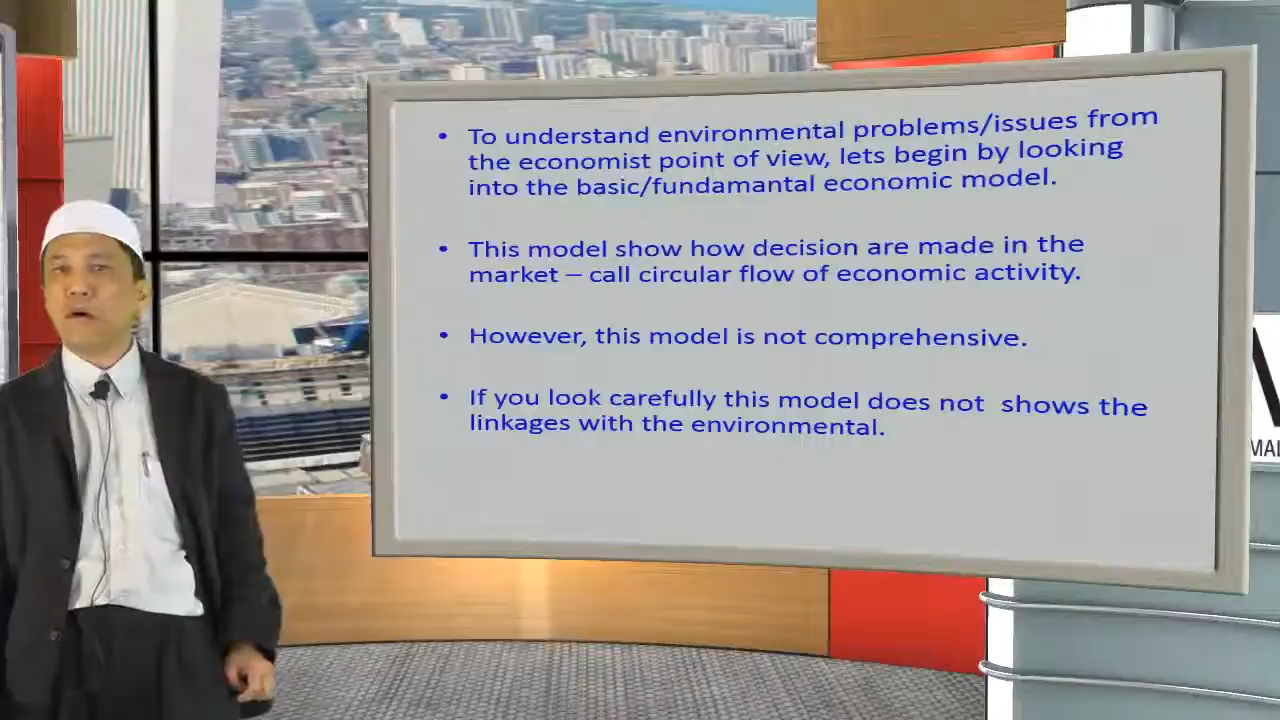 • To understand environmental problems/issues from
the economist point of view, lets begin by looking
into the basic/fundamantal economic model.
• This model show how decision are made in the
market – call circular flow of economic activity.
• However, this model is not comprehensive.
• If you look carefully this model does not shows the
linkages with the environmental.
MAL